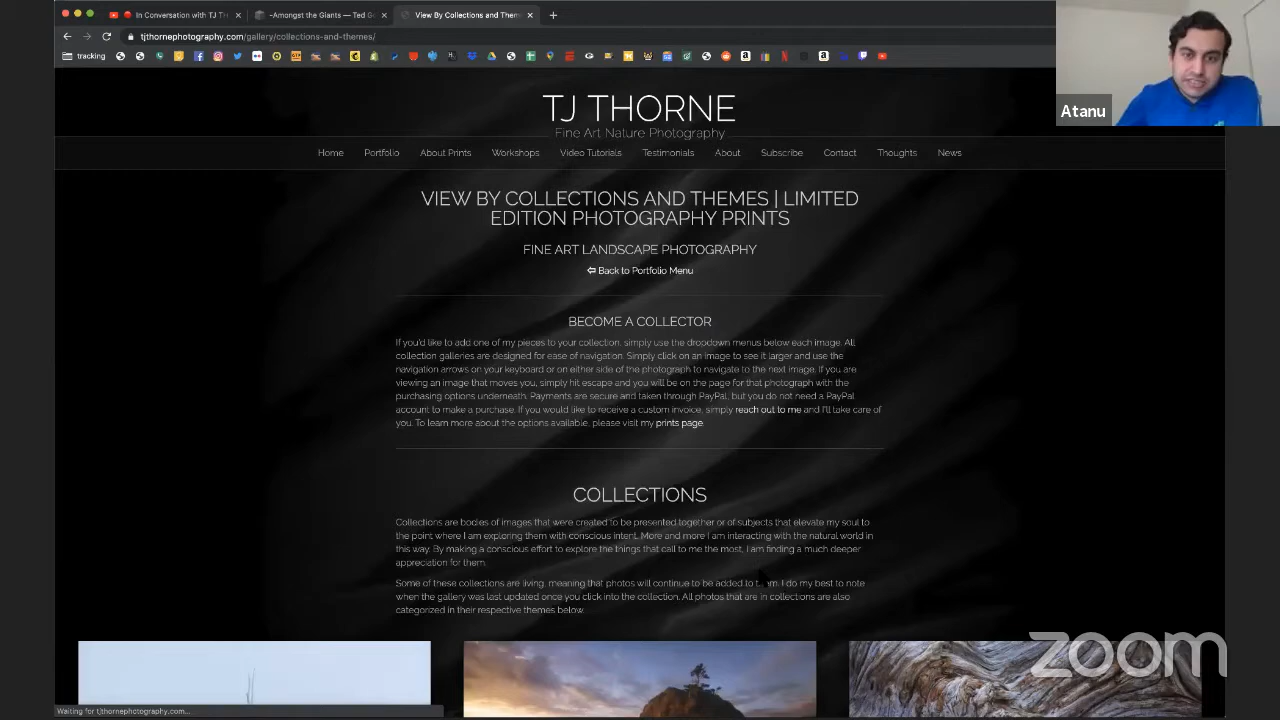 In Conversation with TJ Th
-Amongst the Giants — Ted Go
View By Collections and Them
tjthornephotography.com/gallery/collections-and-themes/
tracking
Atanu
TJ THORNE
Fine Art Nature Photography
Home Portfolio About Prints Workshops Video Tutorials Testimonials About Subscribe Contact Thoughts News
VIEW BY COLLECTIONS AND THEMES | LIMITED
EDITION PHOTOGRAPHY PRINTS
FINE ART LANDSCAPE PHOTOGRAPHY
⇦ Back to Portfolio Menu
BECOME A COLLECTOR
If you'd like to add one of my pieces to your collection, simply use the dropdown menus below each image. All
collection galleries are designed for ease of navigation. Simply click on an image to see it larger and use the
navigation arrows on your keyboard or on either side of the photograph to navigate to the next image. If you are
viewing an image that moves you, simply hit escape and you will be on the page for that photograph with the
purchasing options underneath. Payments are secure and taken through PayPal, but you do not need a PayPal
account to make a purchase. If you would like to receive a custom invoice, simply reach out to me and I'll take care of
you. To learn more about the options available, please visit my prints page.
COLLECTIONS
Collections are bodies of images that were created to be presented together or of subjects that elevate my soul to
the point where I am exploring them with conscious intent. More and more I am interacting with the natural world in
this way. By making a conscious effort to explore the things that call to me the most, I am finding a much deeper
appreciation for them.
Some of these collections are living, meaning that photos will continue to be added to I do my best to note
when the gallery was last updated once you click into the collection. All photos that are in collections are also
categorized in their respective themes below.
zoom
Waiting for tjthornephotography.com...